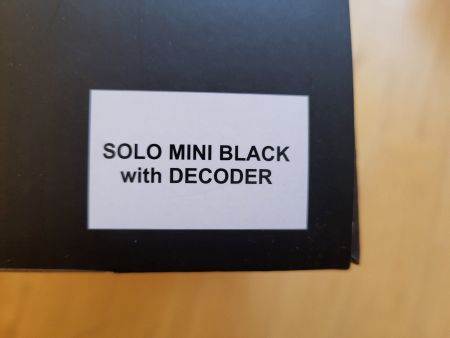 SOLO MINI BLACK
with DECODER